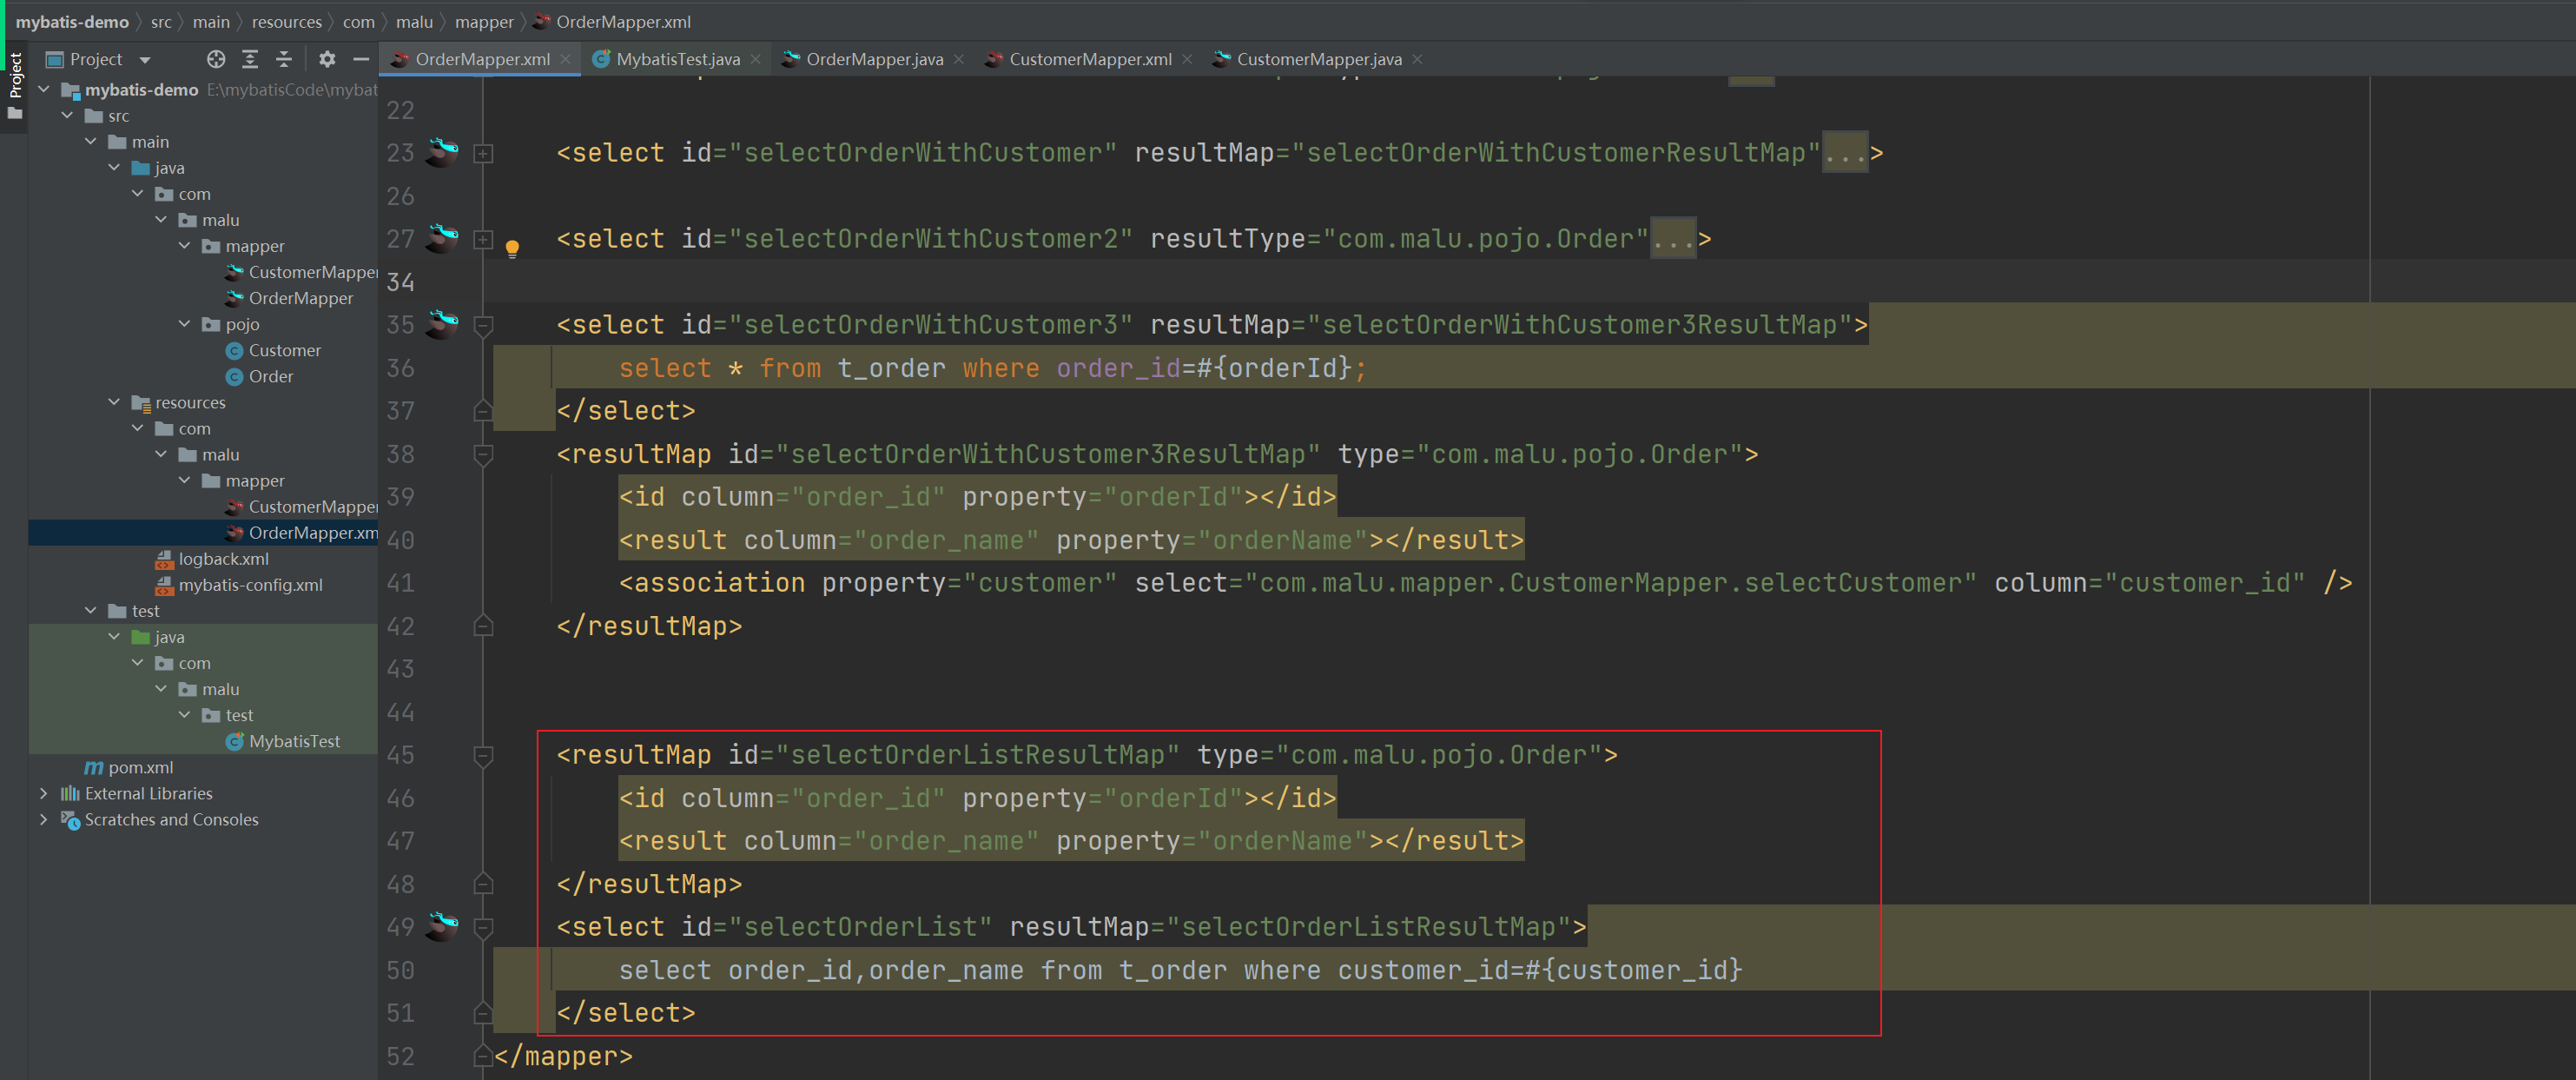 mybatis-demo src main resources com malu mapper OrderMapper.xml
Project
Project
OrderMapper.xml MybatisTest.java OrderMapper.java CustomerMapper.xml CustomerMapper.java
mybatis-demo E:\mybatisCode\mybat
src
main
java
com
malu
mapper
CustomerMapper
OrderMapper
pojo
Customer
Order
resources
com
malu
mapper
CustomerMapper
OrderMapper.xm
logback.xml
mybatis-config.xml
test
java
com
malu
test
MybatisTest
pom.xml
External Libraries
Scratches and Consoles
22
23 <select id="selectOrderWithCustomer" resultMap="selectOrderWithCustomerResultMap"...>
26
27 <select id="selectOrderWithCustomer2" resultType="com.malu.pojo.Order"...>
34
35 <select id="selectOrderWithCustomer3" resultMap="selectOrderWithCustomer3ResultMap">
36 select * from t_order where order_id=#{orderId};
37 </select>
38 <resultMap id="selectOrderWithCustomer3ResultMap" type="com.malu.pojo.Order">
39 <id column="order_id" property="orderId"></id>
40 <result column="order_name" property="orderName"></result>
41 <association property="customer" select="com.malu.mapper.CustomerMapper.selectCustomer" column="customer_id" />
42 </resultMap>
43
44
45 <resultMap id="selectOrderListResultMap" type="com.malu.pojo.Order">
46 <id column="order_id" property="orderId"></id>
47 <result column="order_name" property="orderName"></result>
48 </resultMap>
49 <select id="selectOrderList" resultMap="selectOrderListResultMap">
50 select order_id,order_name from t_order where customer_id=#{customer_id}
51 </select>
52 </mapper>